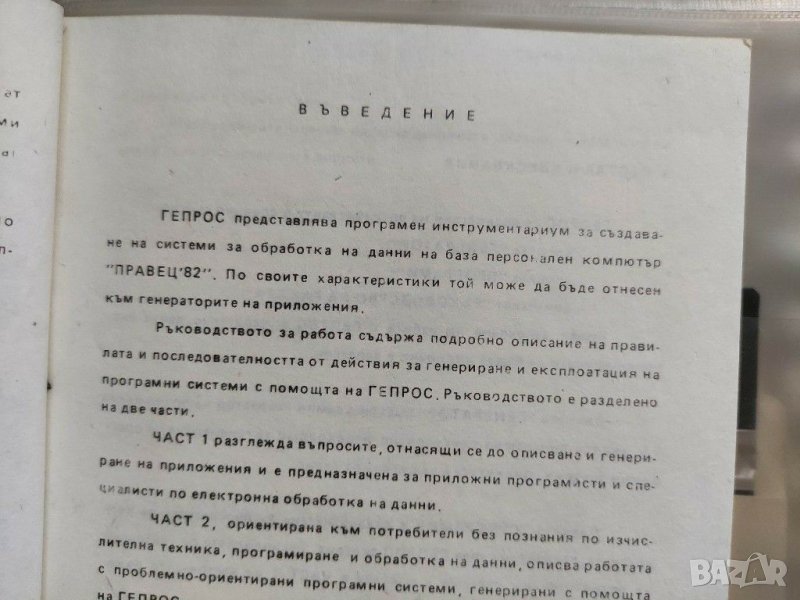 ет
ми
а!
но
л-
ВЪВЕДЕНИЕ
ГЕПРОС представлява програмен инструментариум за създава-
не на системи за обработка на данни на база персонален компютър
"ПРАВЕЦ'82". По своите характеристики той може да бъде отнесен
към генераторите на приложения.
Ръководството за работа съдържа подробно описание на прави-
лата и последователността от действия за генериране и експлоатация на
програмни системи с помощта на ГЕПРОС. Ръководството е разделено
на две части.
ЧАСТ 1 разглежда въпросите, отнасящи се до описване и генери-
ране на приложения и е предназначена за приложни програмисти и спе-
циалисти по електронна обработка на данни.
ЧАСТ 2, ориентирана към потребители без познания по изчис-
лителна техника, програмиране и обработка на данни, описва работата
с проблемно-ориентирани програмни системи, генерирани с помощта
на ГЕПРОС
BAZAR